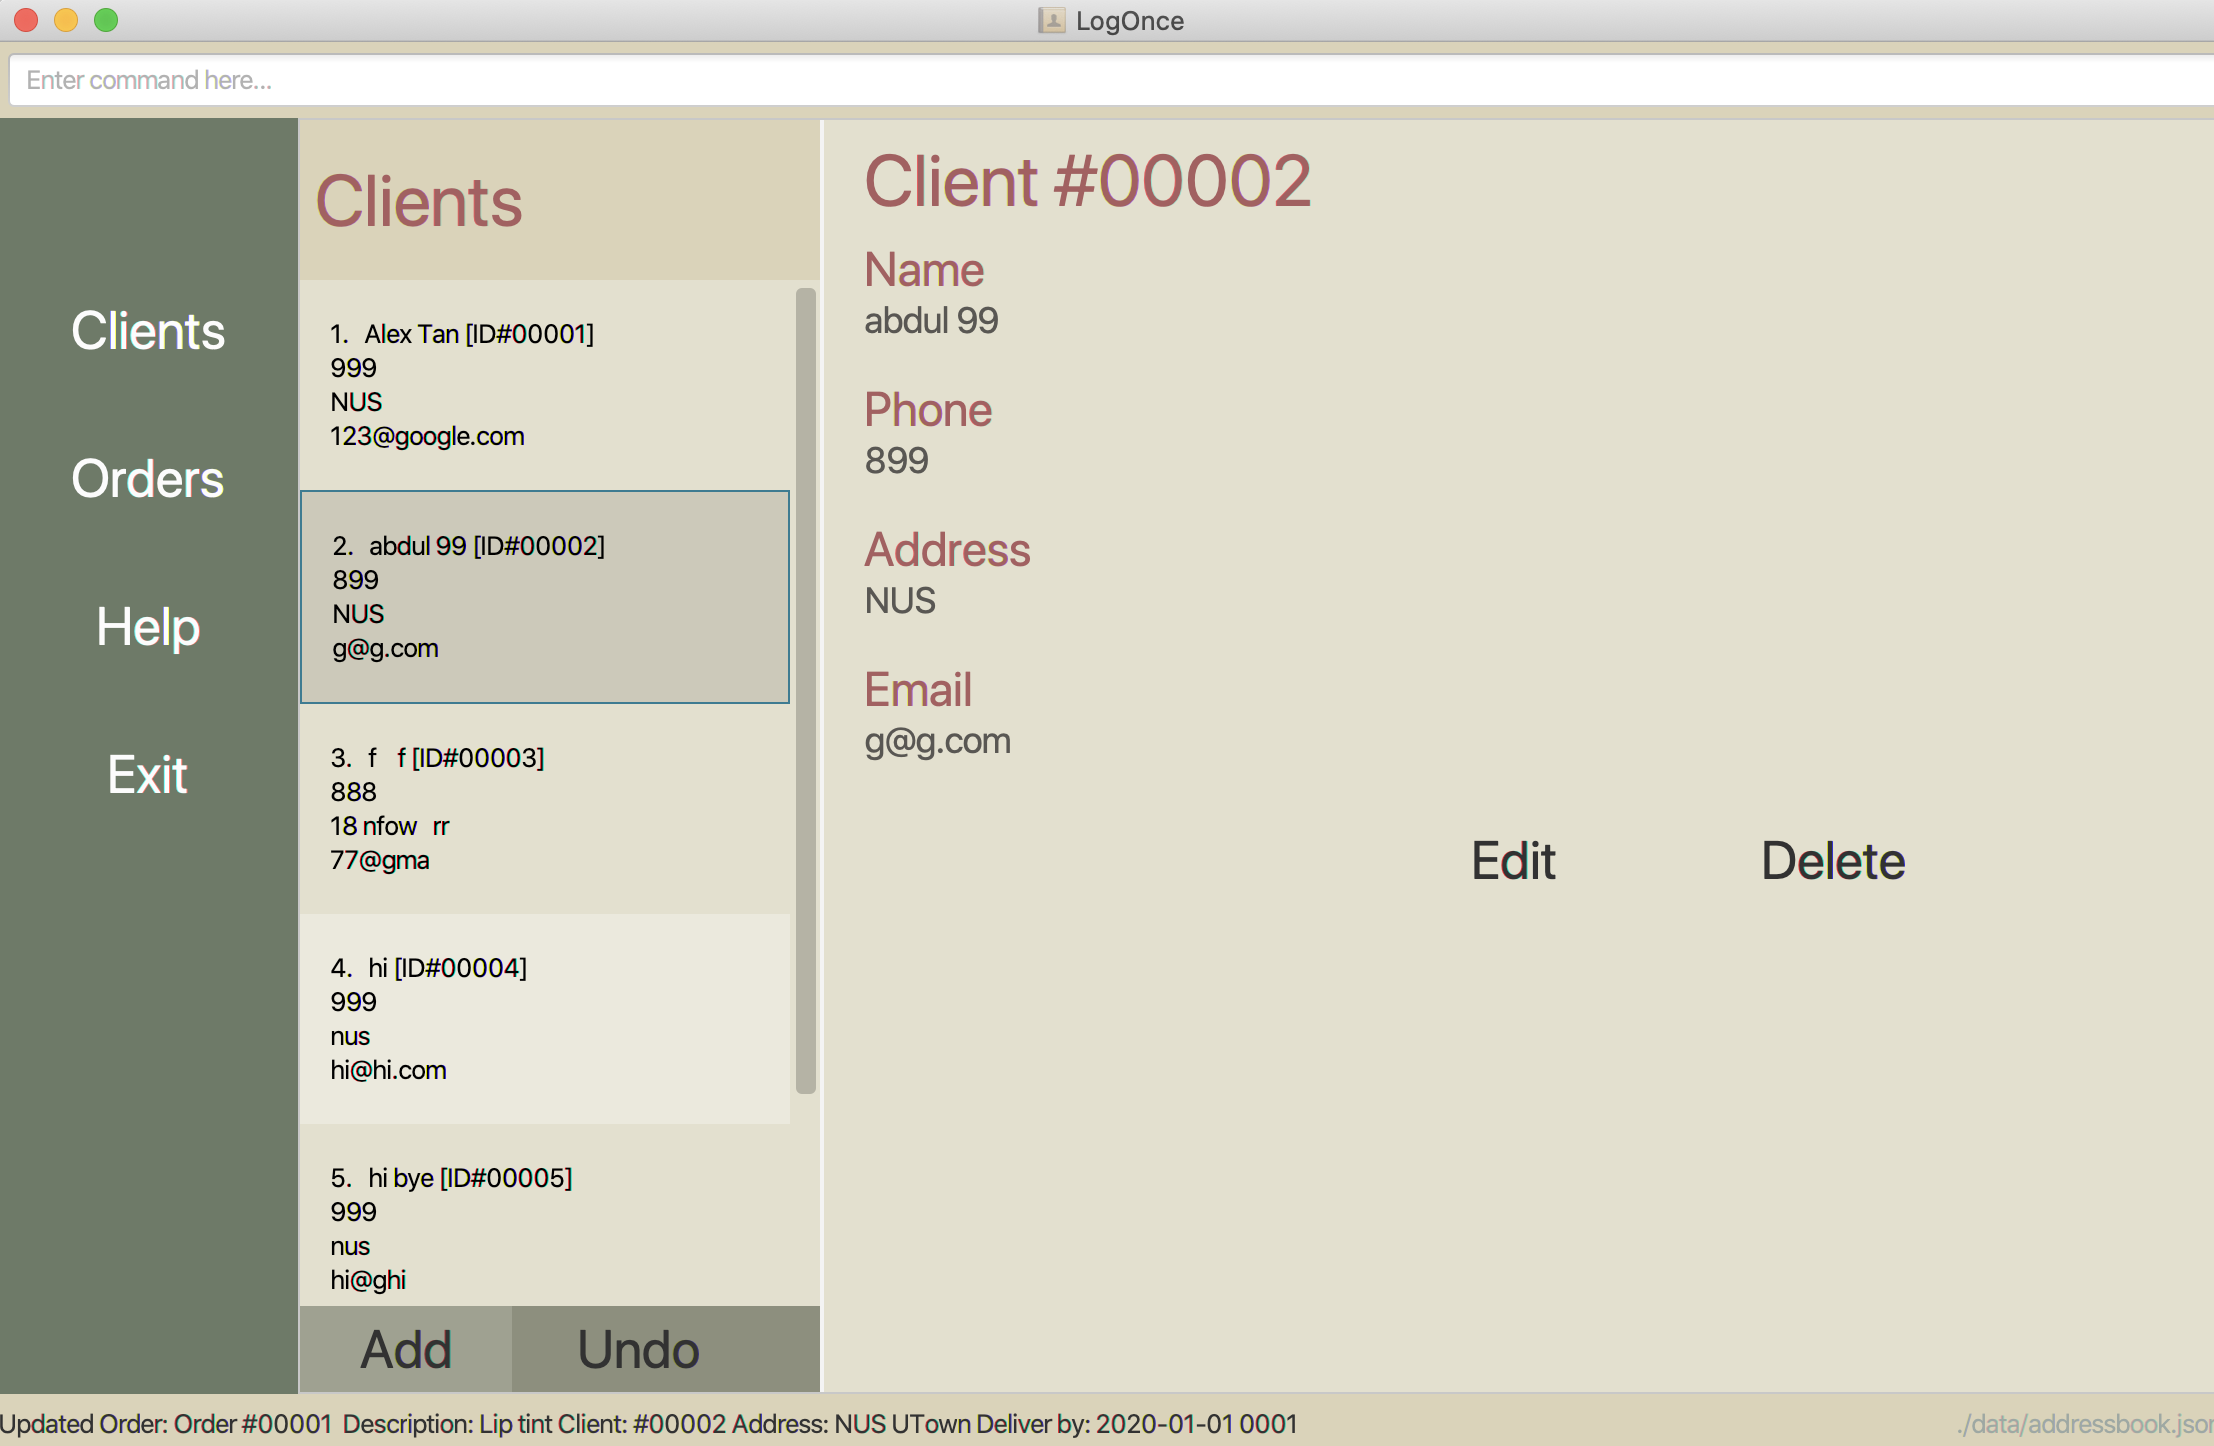 LogOnce
Enter command here...
Clients
Orders
Help
Exit
Clients
1. Alex Tan [ID#00001]
999
NUS
123@google.com
2. abdul 99 [ID#00002]
899
NUS
g@g.com
3. f f [ID#00003]
888
18 nfow rr
77@gma
4. hi [ID#00004]
999
nus
hi@hi.com
5. hi bye [ID#00005]
999
nus
hi@ghi
Add Undo
Client #00002
Name
abdul 99
Phone
899
Address
NUS
Email
g@g.com
Edit Delete
Updated Order: Order #00001 Description: Lip tint Client: #00002 Address: NUS UTown Deliver by: 2020-01-01 0001
./data/addressbook.json